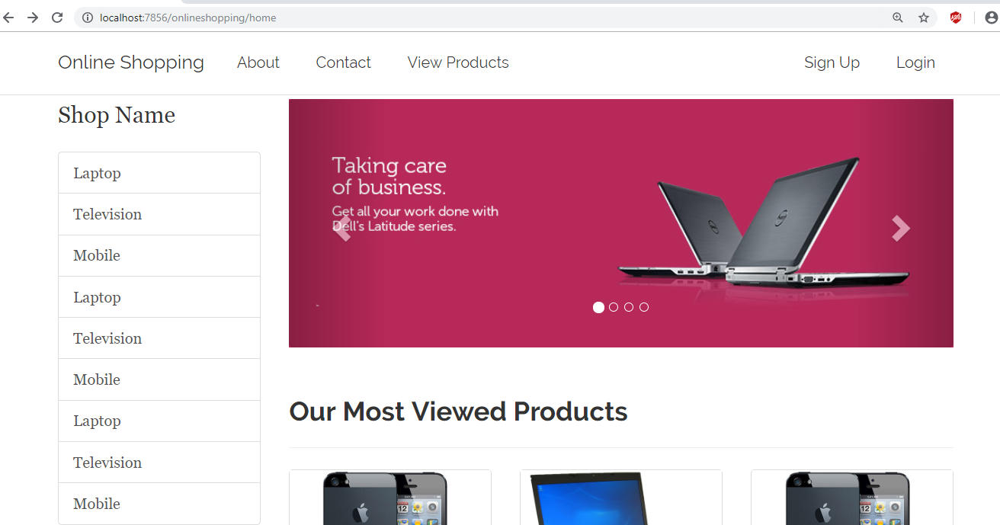 localhost:7856/onlineshopping/home
Online Shopping About Contact View Products Sign Up Login
Shop Name
Laptop
Television
Mobile
Laptop
Television
Mobile
Laptop
Television
Mobile
Taking care
of business.
Get all your work done with
Dell's Latitude series.
Our Most Viewed Products
12
12